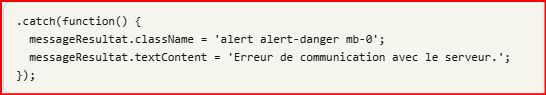 .catch(function() {
  messageResultat.className = 'alert alert-danger mb-0';
  messageResultat.textContent = 'Erreur de communication avec le serveur.';
});